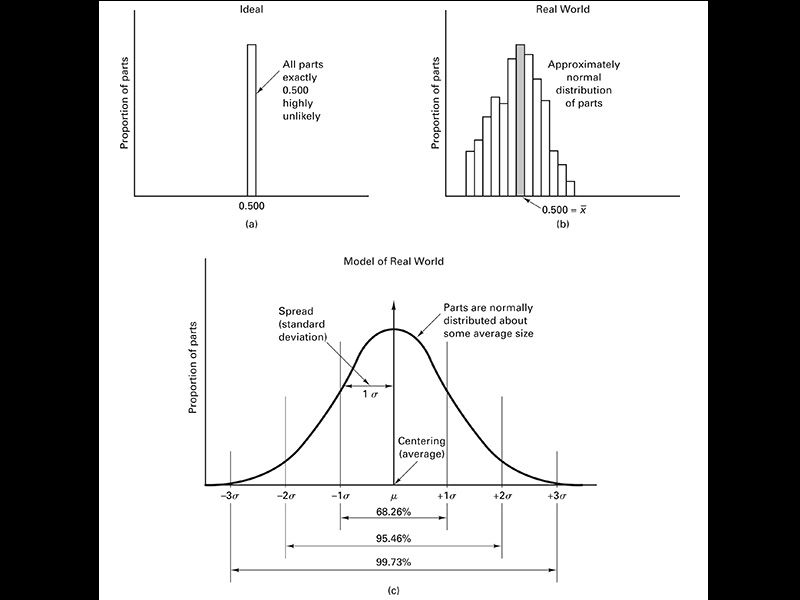 Ideal
Proportion of parts
All parts
exactly
0.500
highly
unlikely
0.500
(a)
Real World
Proportion of parts
Approximately
normal
distribution
of parts
0.500 = x̅
(b)
Model of Real World
Proportion of parts
Spread
(standard
deviation)
Parts are normally
distributed about
some average size
1 σ
Centering
(average)
−3σ −2σ −1σ μ +1σ +2σ +3σ
68.26%
95.46%
99.73%
(c)